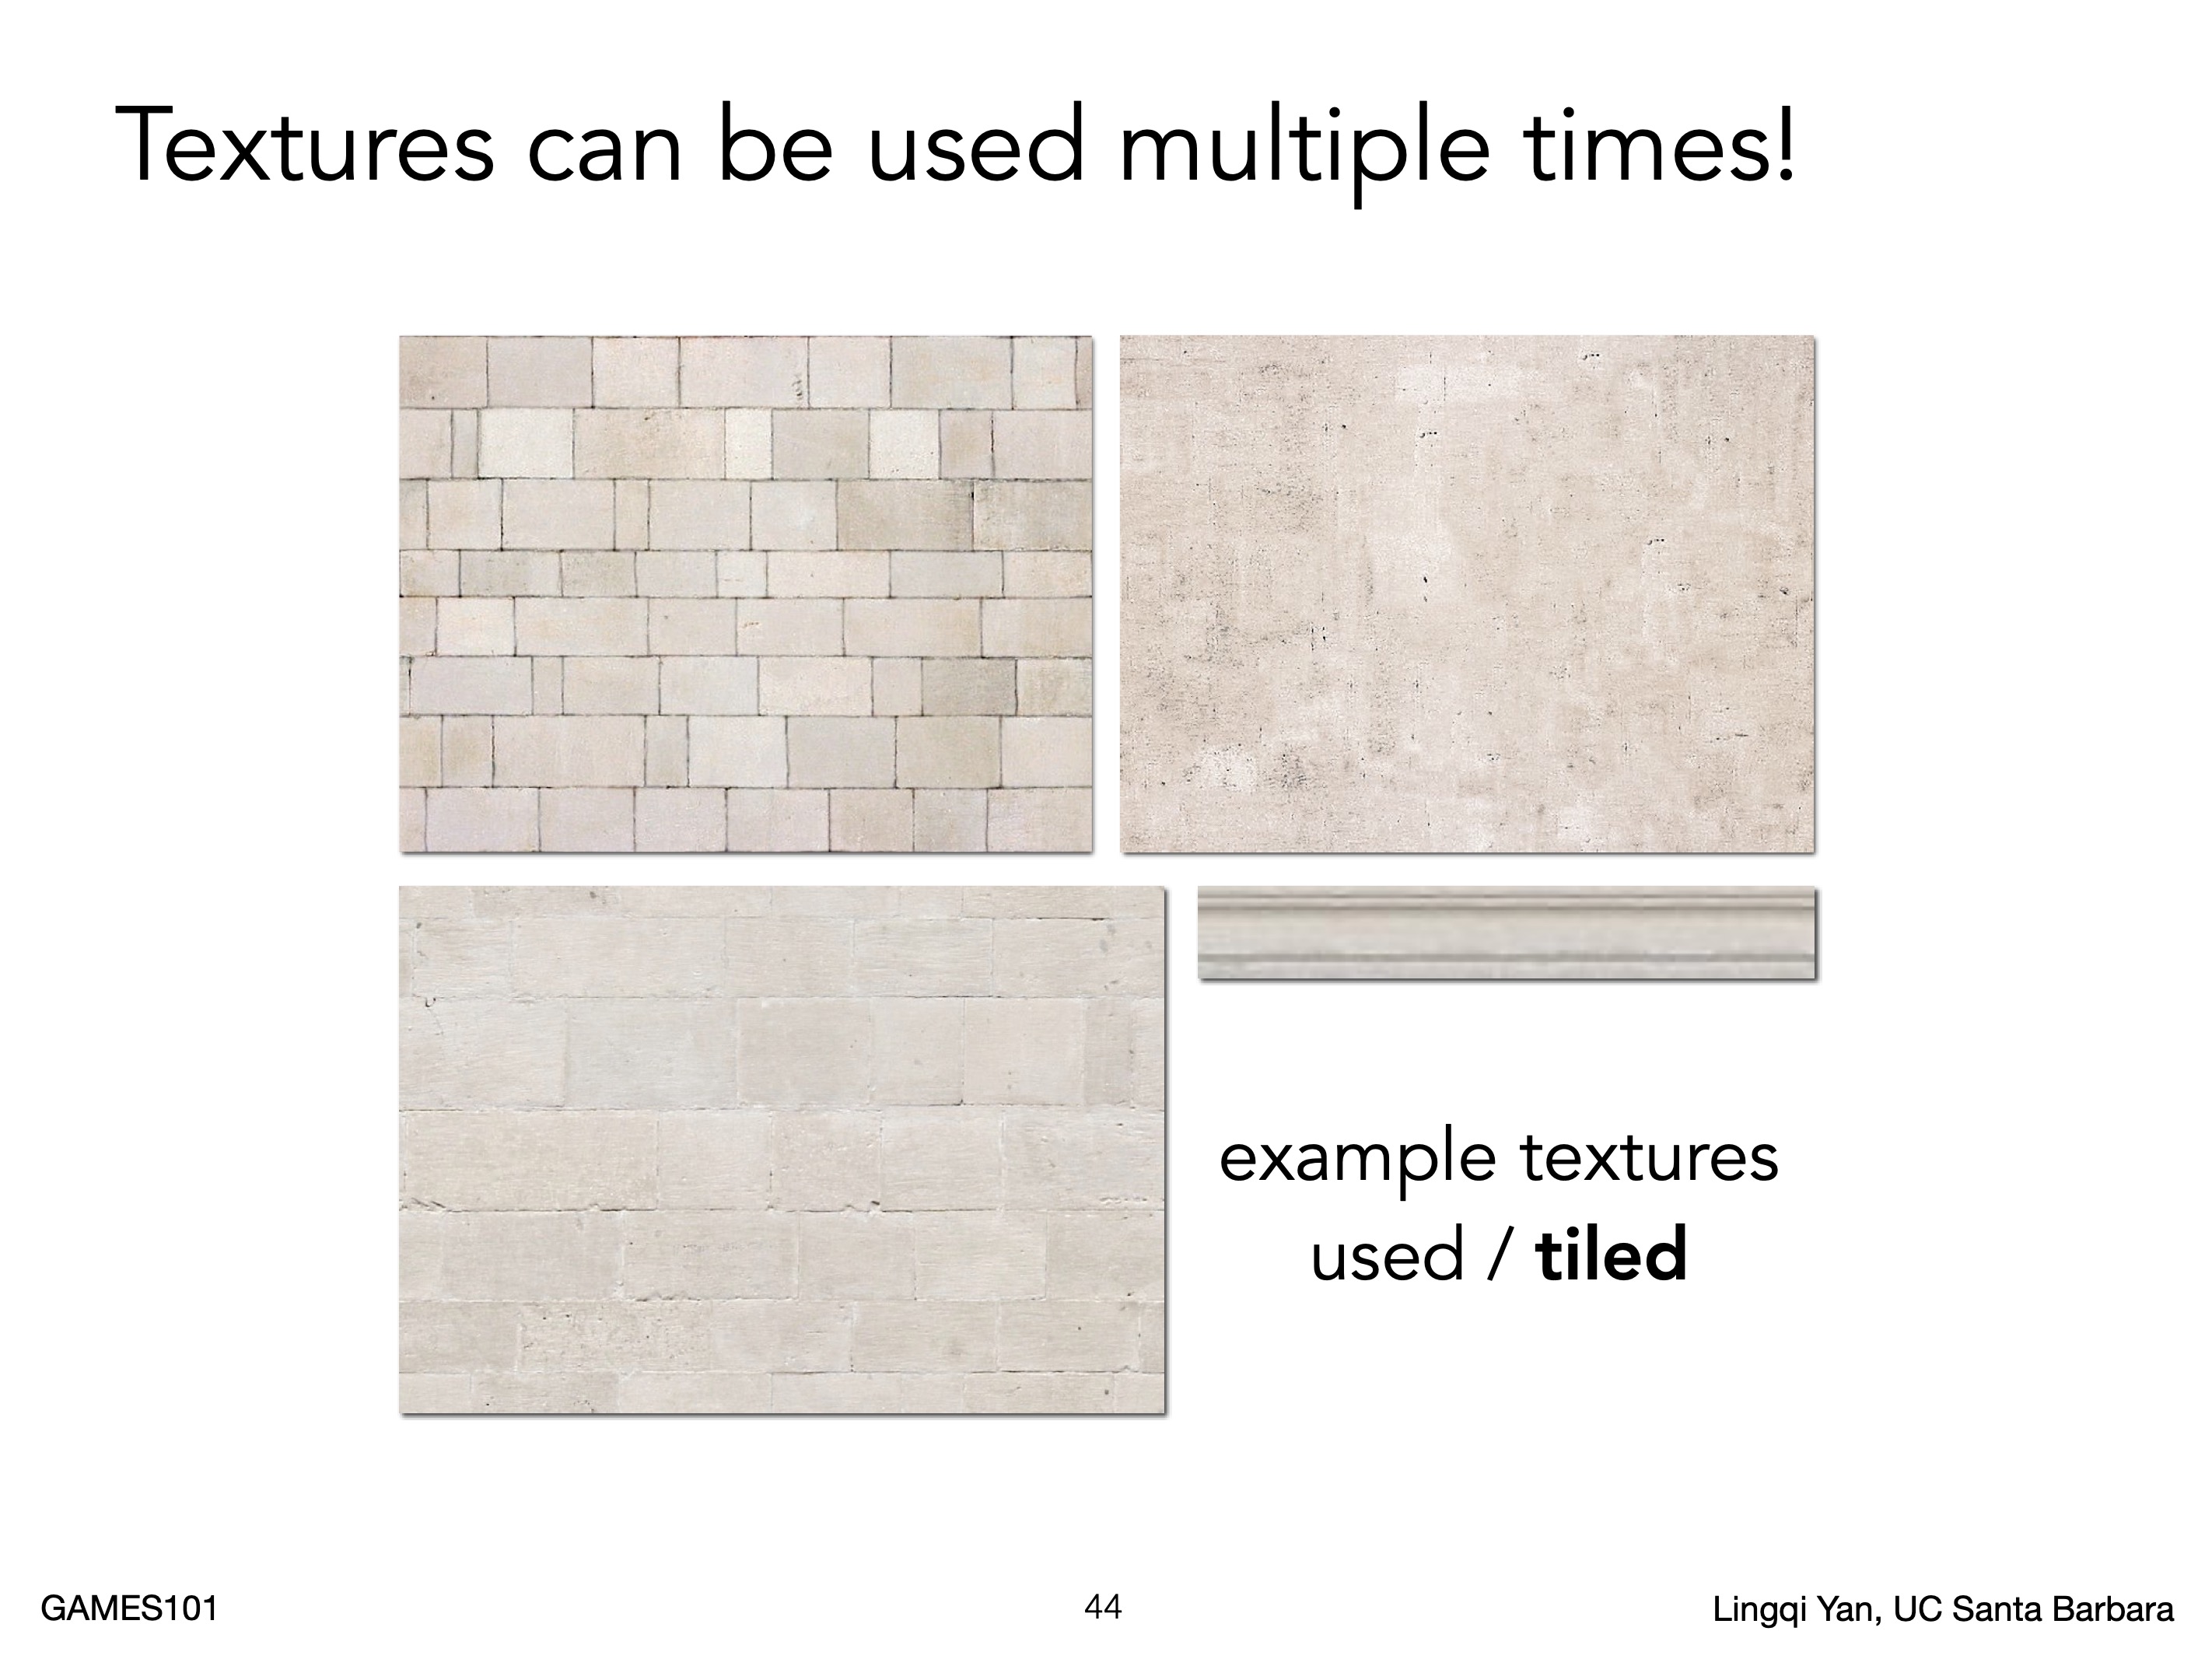 Textures can be used multiple times!
example textures
used / tiled
GAMES101
44
Lingqi Yan, UC Santa Barbara